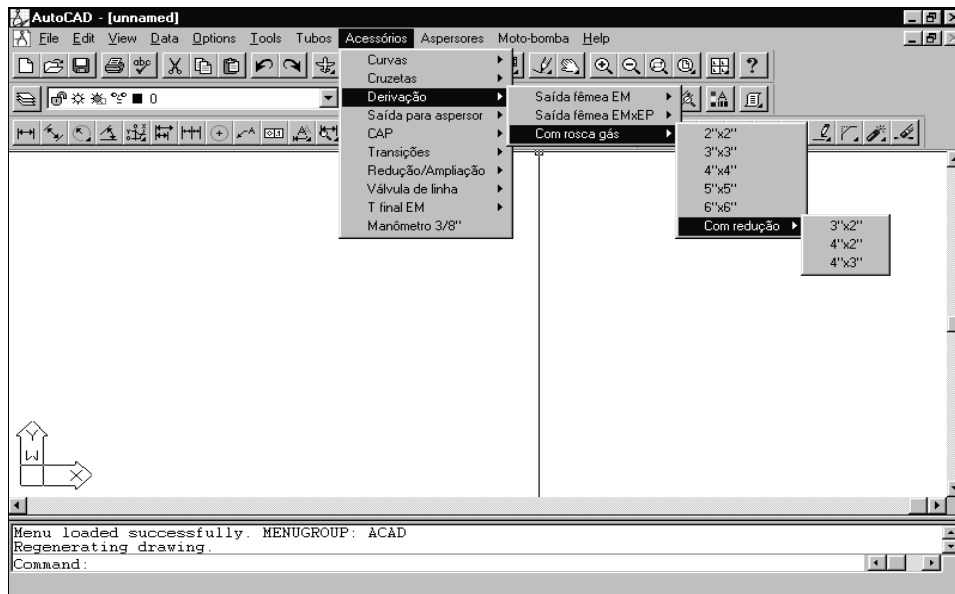 AutoCAD - [unnamed]
File Edit View Data Options Tools Tubos Acessórios Aspersores Moto-bomba Help
0
Curvas
Cruzetas
Derivação
Saída para aspersor
CAP
Transições
Redução/Ampliação
Válvula de linha
T final EM
Manômetro 3/8"
Saída fêmea EM
Saída fêmea EMxEP
Com rosca gás
2"x2"
3"x3"
4"x4"
5"x5"
6"x6"
Com redução
3"x2"
4"x2"
4"x3"
Y
W
X
Menu loaded successfully. MENUGROUP: ACAD
Regenerating drawing.
Command: